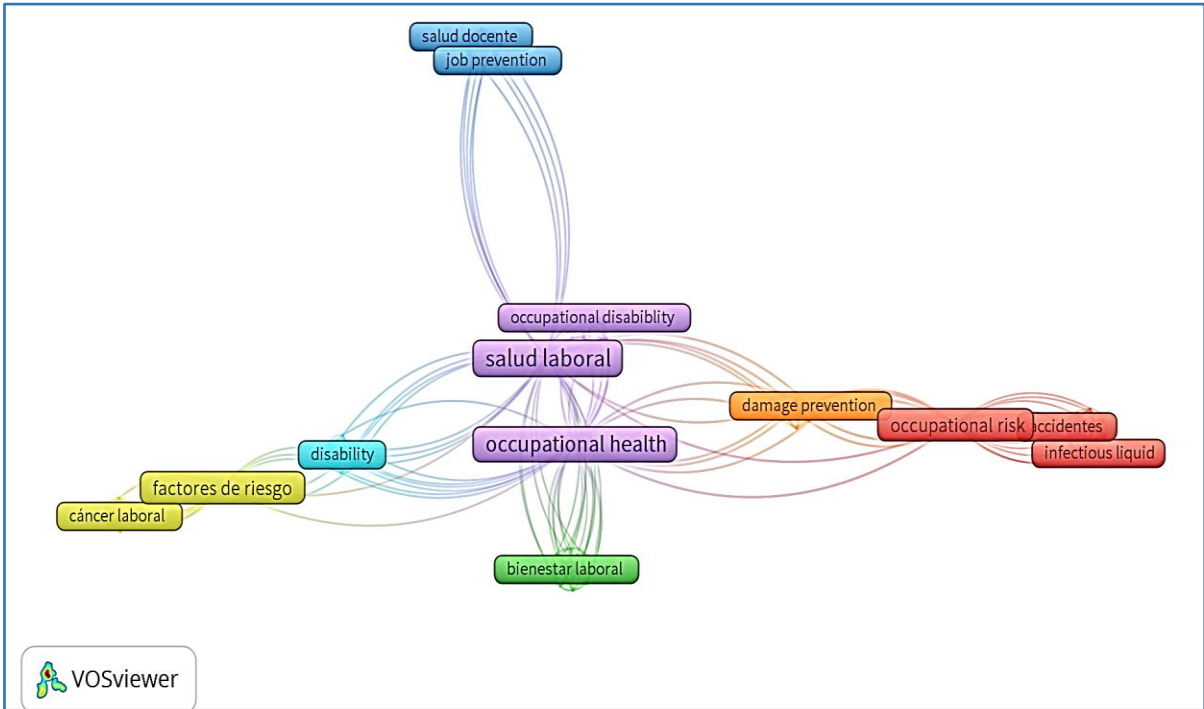 salud docente
job prevention
occupational disabiblity
salud laboral
damage prevention
occupational risk
accidentes
occupational health
disability
infectious liquid
factores de riesgo
cáncer laboral
bienestar laboral
VOSviewer